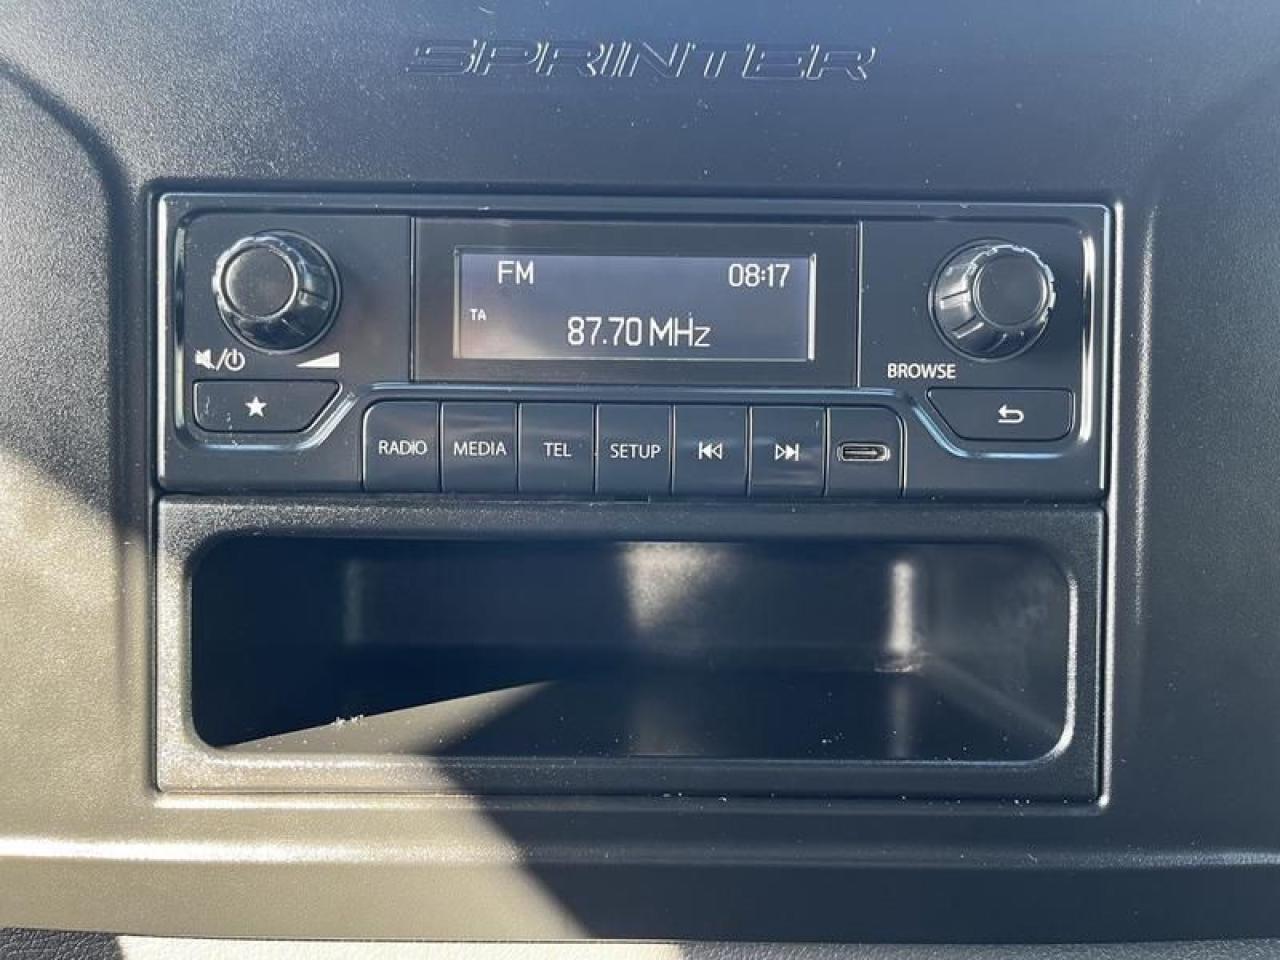 SPRINTER
FM 08:17
TA
87.70 MHz
BROWSE
RADIO MEDIA TEL SETUP